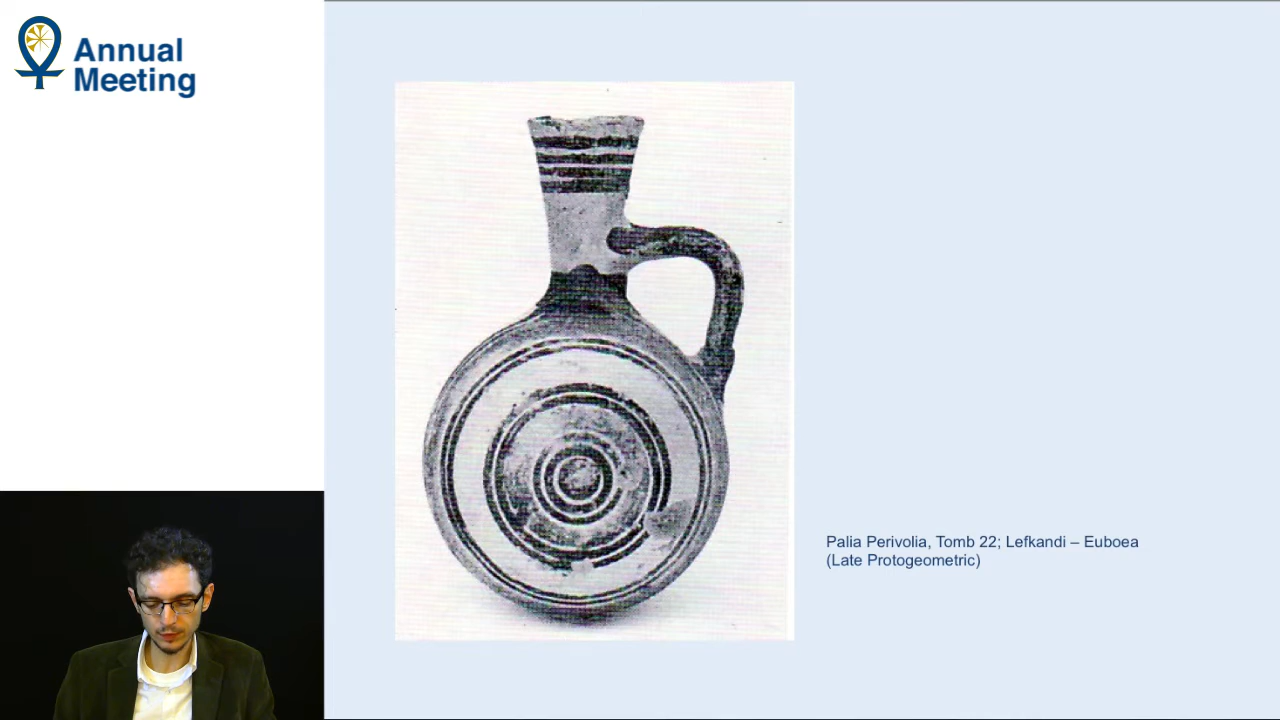 Annual
Meeting
Palia Perivolia, Tomb 22; Lefkandi – Euboea
(Late Protogeometric)